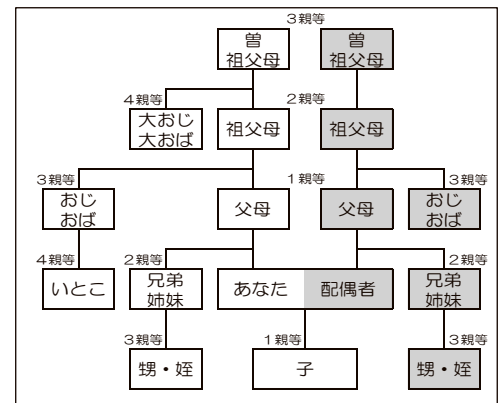 3親等
曽
祖父母
曽
祖父母
4親等
大おじ
大おば
2親等
祖父母
祖父母
3親等
おじ
おば
1親等
父母
父母
3親等
おじ
おば
4親等
いとこ
2親等
兄弟
姉妹
あなた
配偶者
2親等
兄弟
姉妹
3親等
甥・姪
1親等
子
3親等
甥・姪